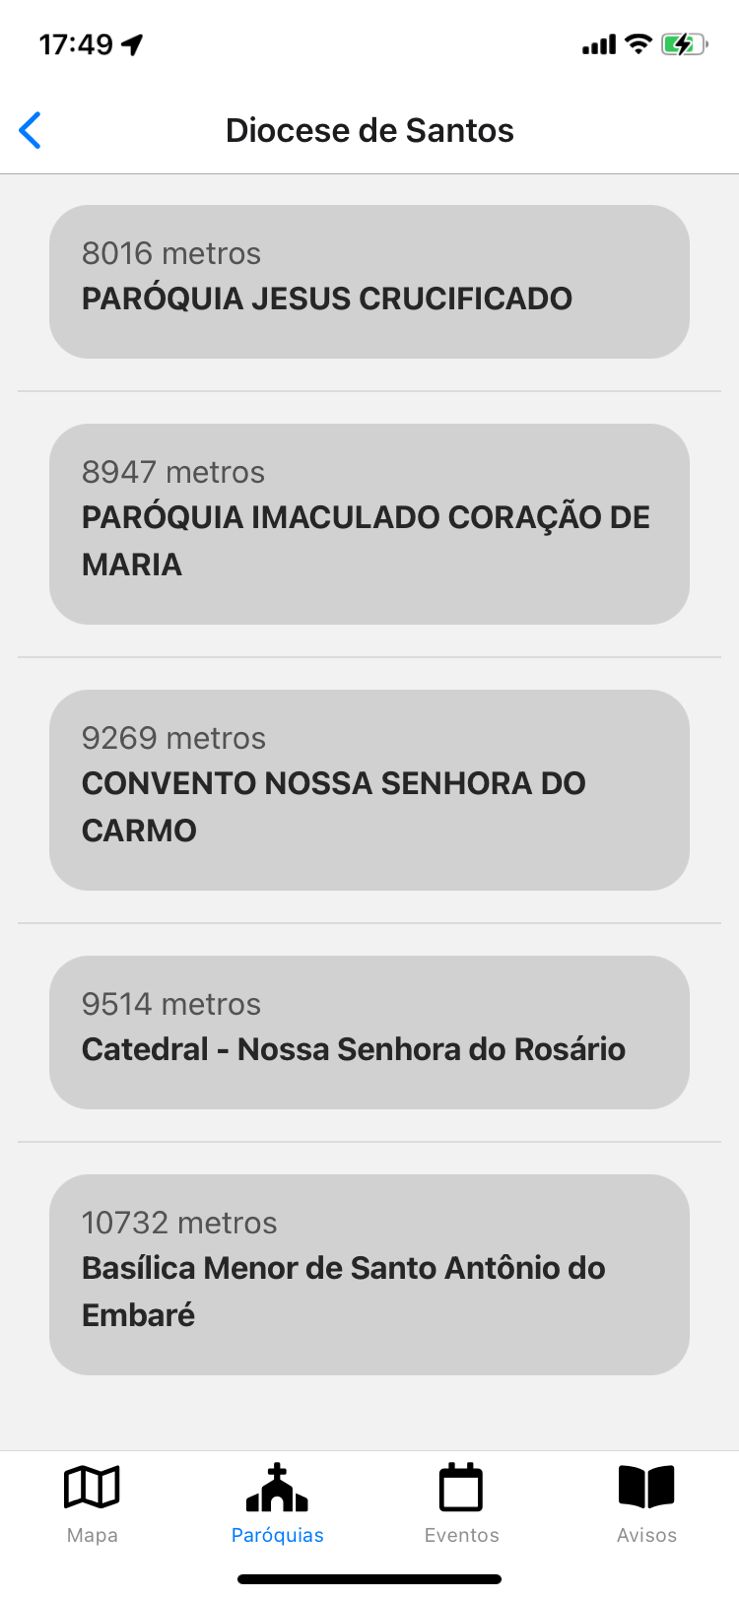 17:49
Diocese de Santos
8016 metros
PARÓQUIA JESUS CRUCIFICADO
8947 metros
PARÓQUIA IMACULADO CORAÇÃO DE
MARIA
9269 metros
CONVENTO NOSSA SENHORA DO
CARMO
9514 metros
Catedral - Nossa Senhora do Rosário
10732 metros
Basílica Menor de Santo Antônio do
Embaré
Mapa
Paróquias
Eventos
Avisos